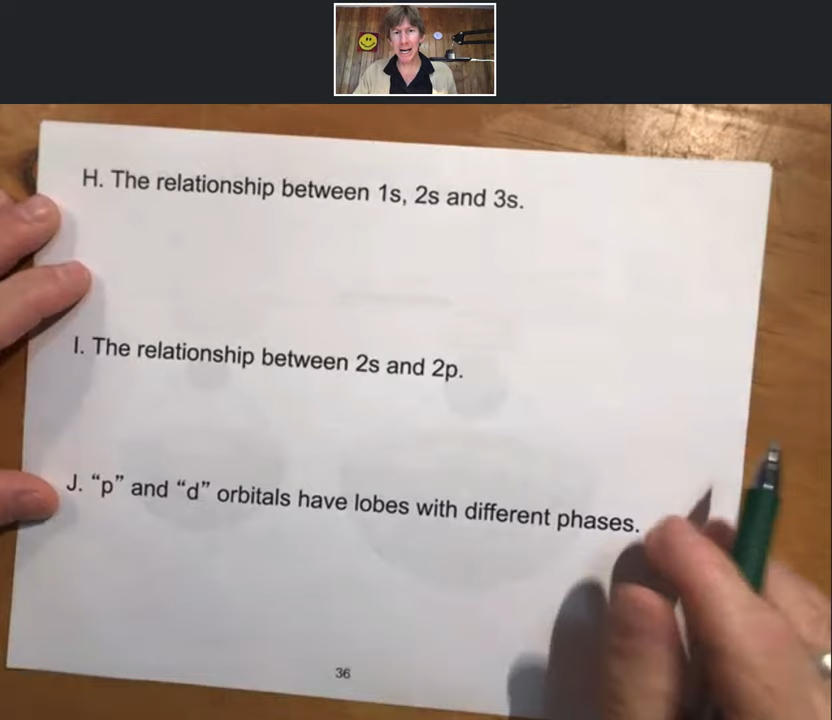 H. The relationship between 1s, 2s and 3s.
I. The relationship between 2s and 2p.
J. “p” and “d” orbitals have lobes with different phases.
36